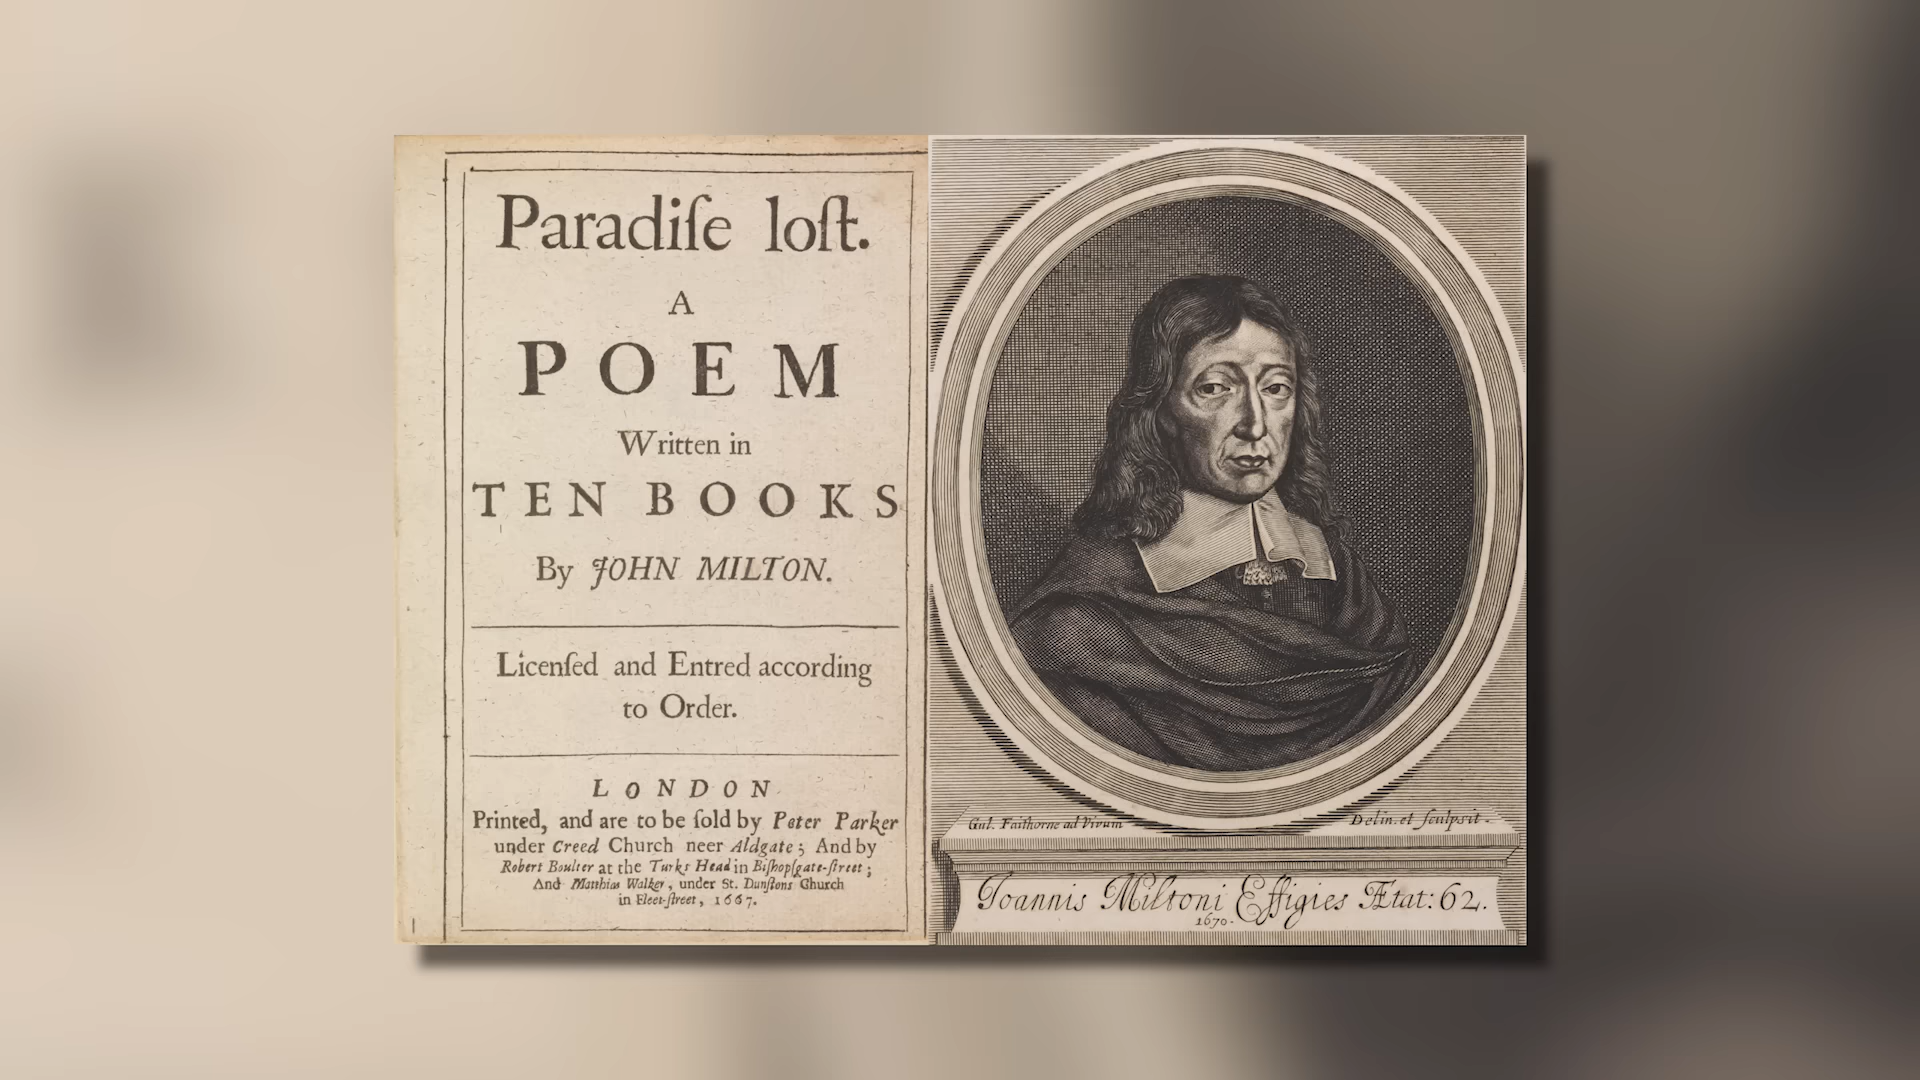 Paradiſe loſt.
A
POEM
Written in
TEN BOOKS
By JOHN MILTON.
Licenſed and Entred according
to Order.
LONDON
Printed, and are to be ſold by Peter Parker
under Creed Church neer Aldgate; And by
Robert Boulter at the Turks Head in Biſhopſgate-ſtreet;
And Matthias Walker, under St. Dunſtons Church
in Fleet-ſtreet, 1667.
Gul. Faithorne ad Vivum Delin. et ſculpsit.
Joannis Miltoni Effigies Ætat: 62.
1670.